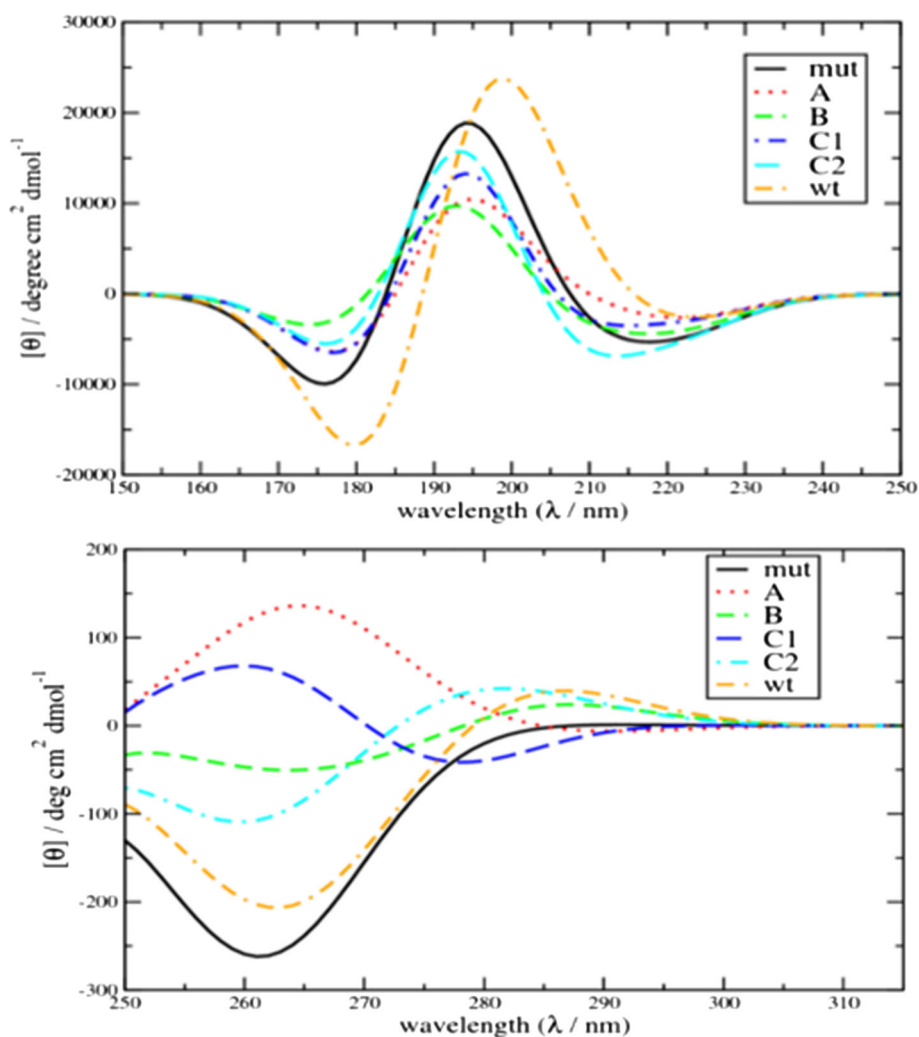 30000
20000
10000
0
-10000
-20000
[θ] / degree cm² dmol⁻¹
mut
A
B
C1
C2
wt
150 160 170 180 190 200 210 220 230 240 250
wavelength (λ / nm)
200
100
0
-100
-200
-300
[θ] / deg cm² dmol⁻¹
mut
A
B
C1
C2
wt
250 260 270 280 290 300 310
wavelength (λ / nm)